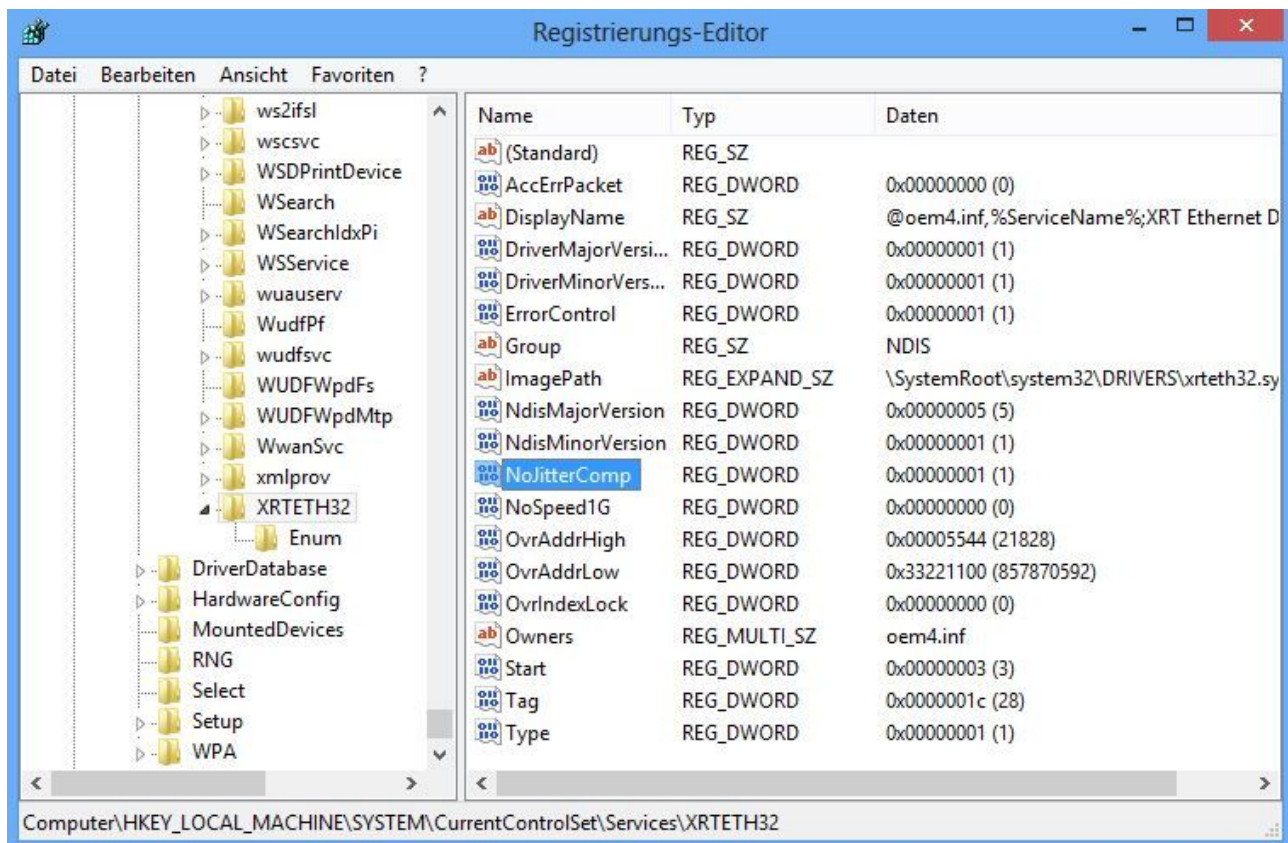 Registrierungs-Editor
Datei Bearbeiten Ansicht Favoriten ?
ws2ifsl
wscsvc
WSDPrintDevice
WSearch
WSearchIdxPi
WSService
wuauserv
WudfPf
wudfsvc
WUDFWpdFs
WUDFWpdMtp
WwanSvc
xmlprov
XRTETH32
Enum
DriverDatabase
HardwareConfig
MountedDevices
RNG
Select
Setup
WPA
Name Typ Daten
(Standard) REG_SZ
AccErrPacket REG_DWORD 0x00000000 (0)
DisplayName REG_SZ @oem4.inf,%ServiceName%;XRT Ethernet D
DriverMajorVersi... REG_DWORD 0x00000001 (1)
DriverMinorVers... REG_DWORD 0x00000001 (1)
ErrorControl REG_DWORD 0x00000001 (1)
Group REG_SZ NDIS
ImagePath REG_EXPAND_SZ \SystemRoot\system32\DRIVERS\xrteth32.sy
NdisMajorVersion REG_DWORD 0x00000005 (5)
NdisMinorVersion REG_DWORD 0x00000001 (1)
NoJitterComp REG_DWORD 0x00000001 (1)
NoSpeed1G REG_DWORD 0x00000000 (0)
OvrAddrHigh REG_DWORD 0x00005544 (21828)
OvrAddrLow REG_DWORD 0x33221100 (857870592)
OvrIndexLock REG_DWORD 0x00000000 (0)
Owners REG_MULTI_SZ oem4.inf
Start REG_DWORD 0x00000003 (3)
Tag REG_DWORD 0x0000001c (28)
Type REG_DWORD 0x00000001 (1)
Computer\HKEY_LOCAL_MACHINE\SYSTEM\CurrentControlSet\Services\XRTETH32